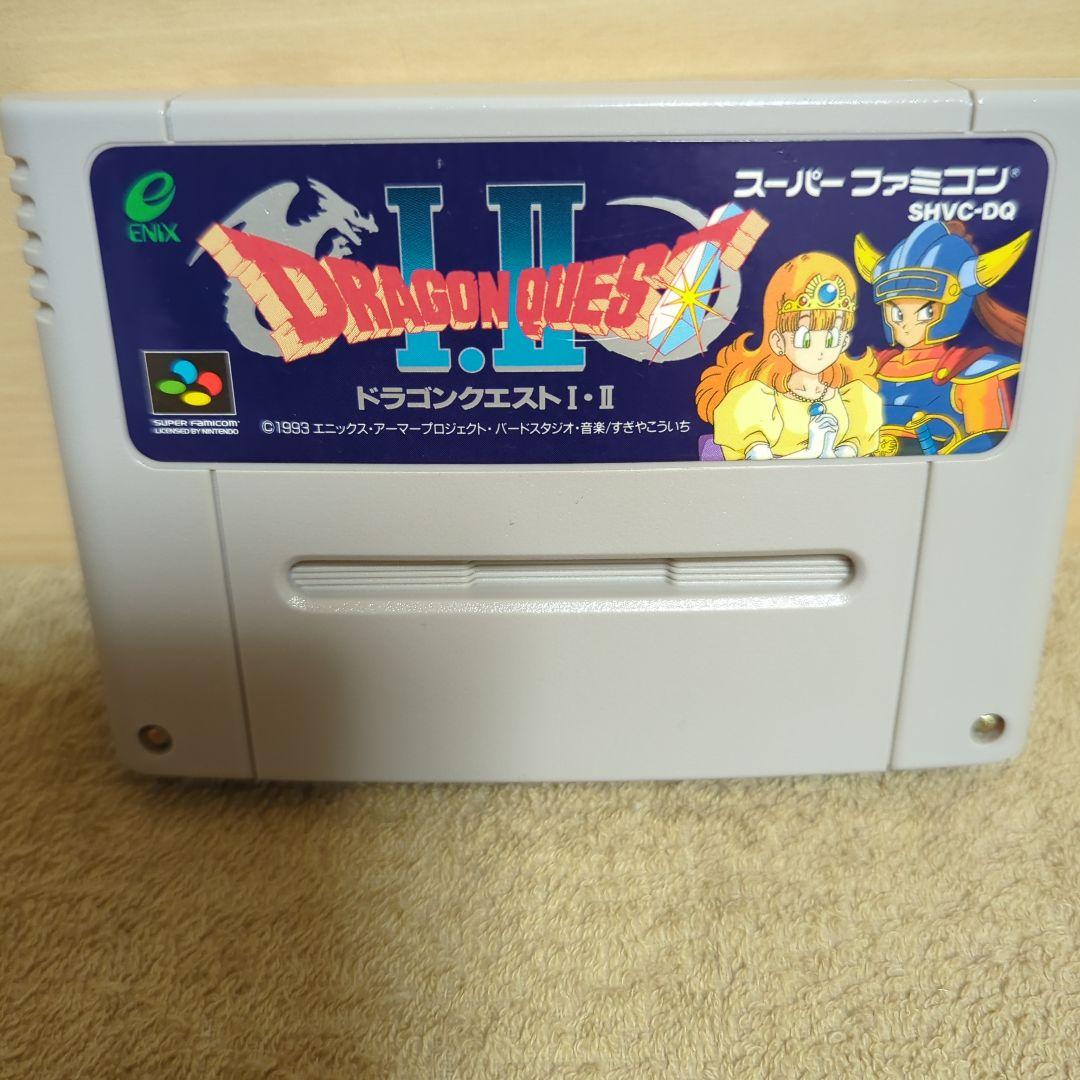 ENIX
スーパーファミコン®
SHVC-DQ
I.II
DRAGON QUEST
ドラゴンクエストI・II
SUPER FAMICOM
LICENSED BY NINTENDO
©1993 エニックス・アーマープロジェクト・バードスタジオ・音楽/すぎやこういち